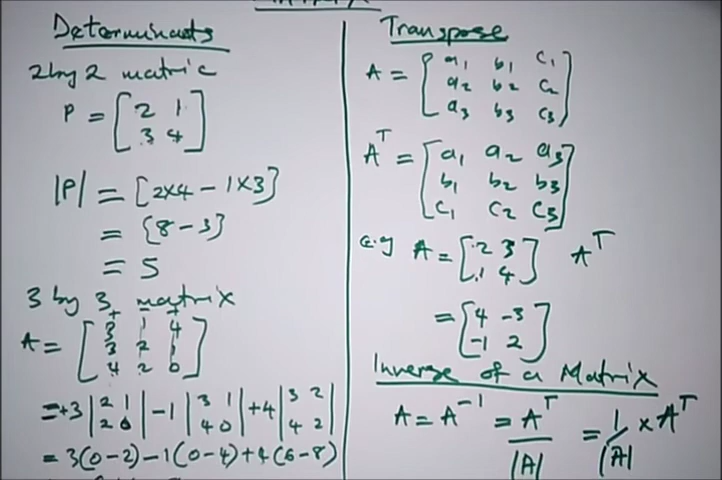 Determinants
2 by 2 matric
P = [2 1
3 4]
|P| = [2x4 - 1x3]
= {8-3}
= 5
3 by 3 matrix
+ - +
A = [3 1 4
3 2 1
4 2 0]
= +3 |2 1 2 0| - 1 |3 1 4 0| + 4 |3 2 4 2|
= 3(0-2) - 1(0-4) + 4(6-8)
Transpose
A = [a1 b1 c1
a2 b2 c2
a3 b3 c3]
A^T = [a1 a2 a3
b1 b2 b3
c1 c2 c3]
e.g A = [2 3
1 4] A^T
= [4 -3
-1 2]
Inverse of a Matrix
A = A^-1 = A^T/|A| = 1/|A| x A^T